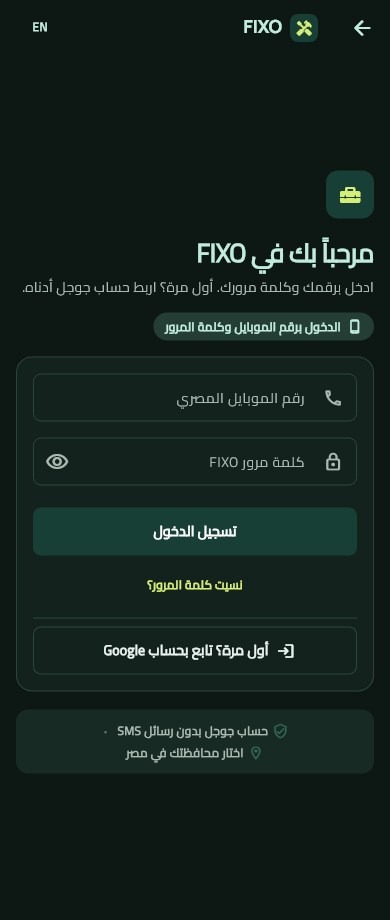 FIXO
EN
مرحباً بك في FIXO
ادخل برقمك وكلمة مرورك. أول مرة؟ اربط حساب جوجل أدناه.
الدخول برقم الموبايل وكلمة المرور
رقم الموبايل المصري
كلمة مرور FIXO
تسجيل الدخول
نسيت كلمة المرور؟
أول مرة؟ تابع بحساب Google
حساب جوجل بدون رسائل SMS ·
اختار محافظتك في مصر